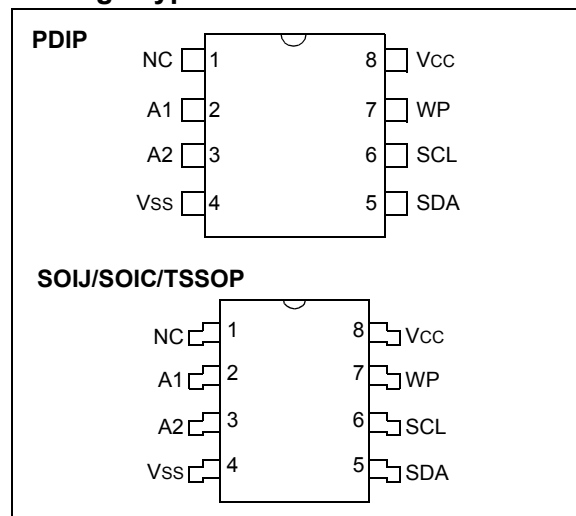 PDIP
NC 1 8 Vcc
A1 2 7 WP
A2 3 6 SCL
Vss 4 5 SDA
SOIJ/SOIC/TSSOP
NC 1 8 Vcc
A1 2 7 WP
A2 3 6 SCL
Vss 4 5 SDA